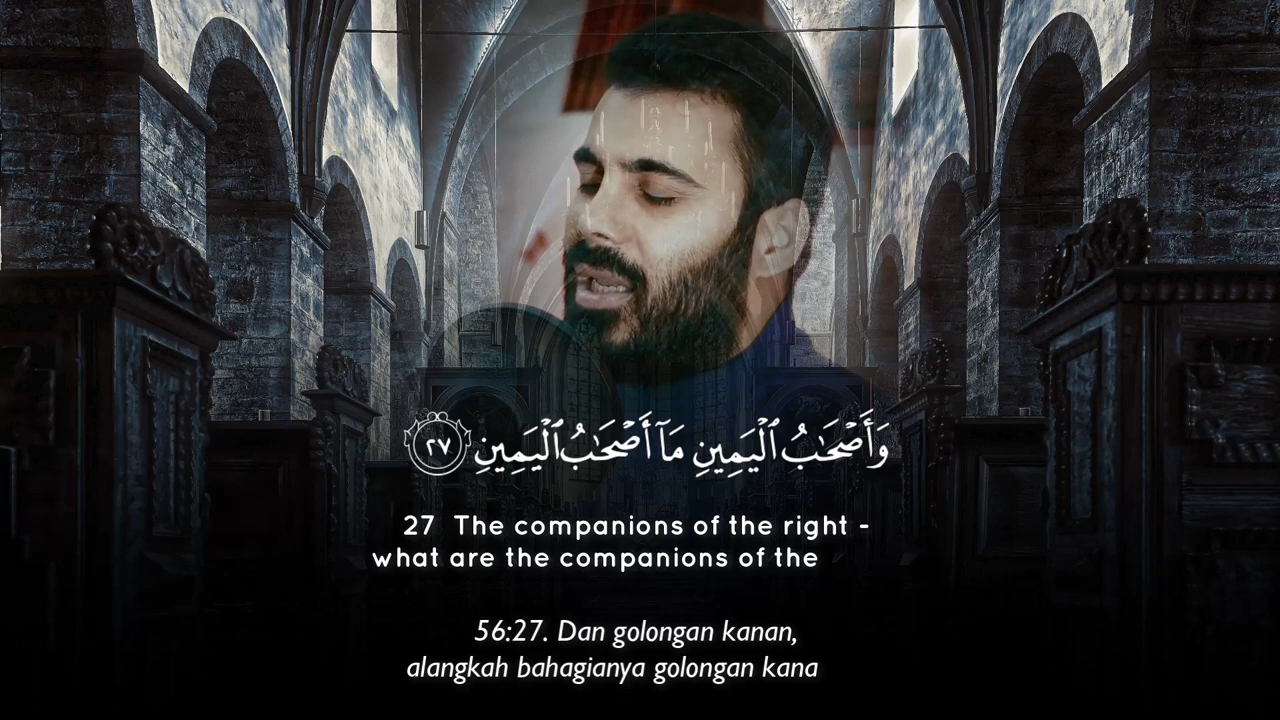 وَأَصْحَٰبُ ٱلْيَمِينِ مَآ أَصْحَٰبُ ٱلْيَمِينِ ٢٧
27 The companions of the right -
what are the companions of the
56:27. Dan golongan kanan,
alangkah bahagianya golongan kana